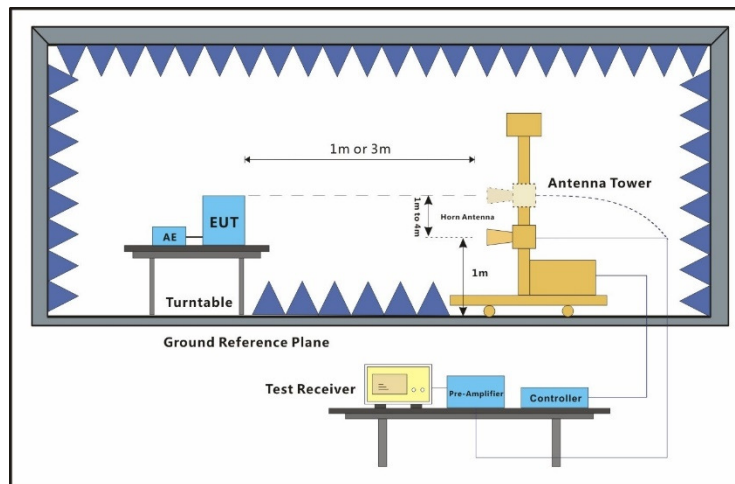 1m or 3m
Antenna Tower
EUT
AE
1m to 4m
Horn Antenna
1m
Turntable
Ground Reference Plane
Test Receiver
Pre-Amplifier
Controller